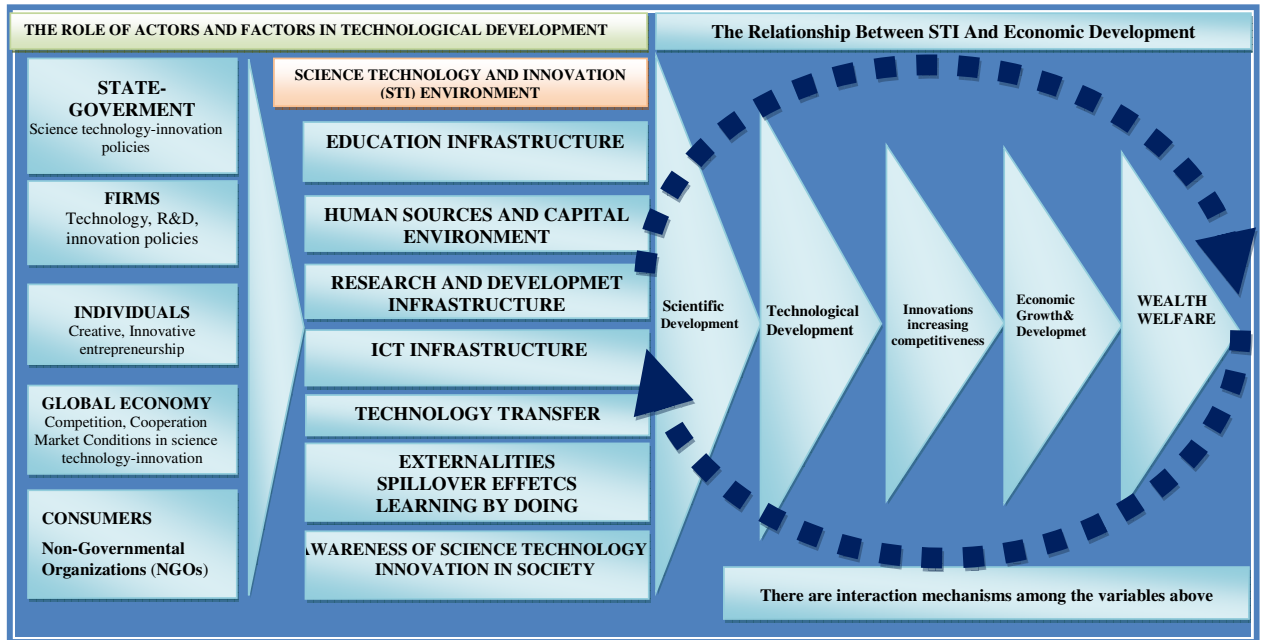 THE ROLE OF ACTORS AND FACTORS IN TECHNOLOGICAL DEVELOPMENT
The Relationship Between STI And Economic Development
STATE-
GOVERMENT
Science technology-innovation
policies
FIRMS
Technology, R&D,
innovation policies
INDIVIDUALS
Creative, Innovative
entrepreneurship
GLOBAL ECONOMY
Competition, Cooperation
Market Conditions in science
technology-innovation
CONSUMERS
Non-Governmental
Organizations (NGOs)
SCIENCE TECHNOLOGY AND INNOVATION
(STI) ENVIRONMENT
EDUCATION INFRASTRUCTURE
HUMAN SOURCES AND CAPITAL
ENVIRONMENT
RESEARCH AND DEVELOPMET
INFRASTRUCTURE
ICT INFRASTRUCTURE
TECHNOLOGY TRANSFER
EXTERNALITIES
SPILLOVER EFFETCS
LEARNING BY DOING
AWARENESS OF SCIENCE TECHNOLOGY
INNOVATION IN SOCIETY
Scientific
Development
Technological
Development
Innovations
increasing
competitiveness
Economic
Growth&
Developmet
WEALTH
WELFARE
There are interaction mechanisms among the variables above